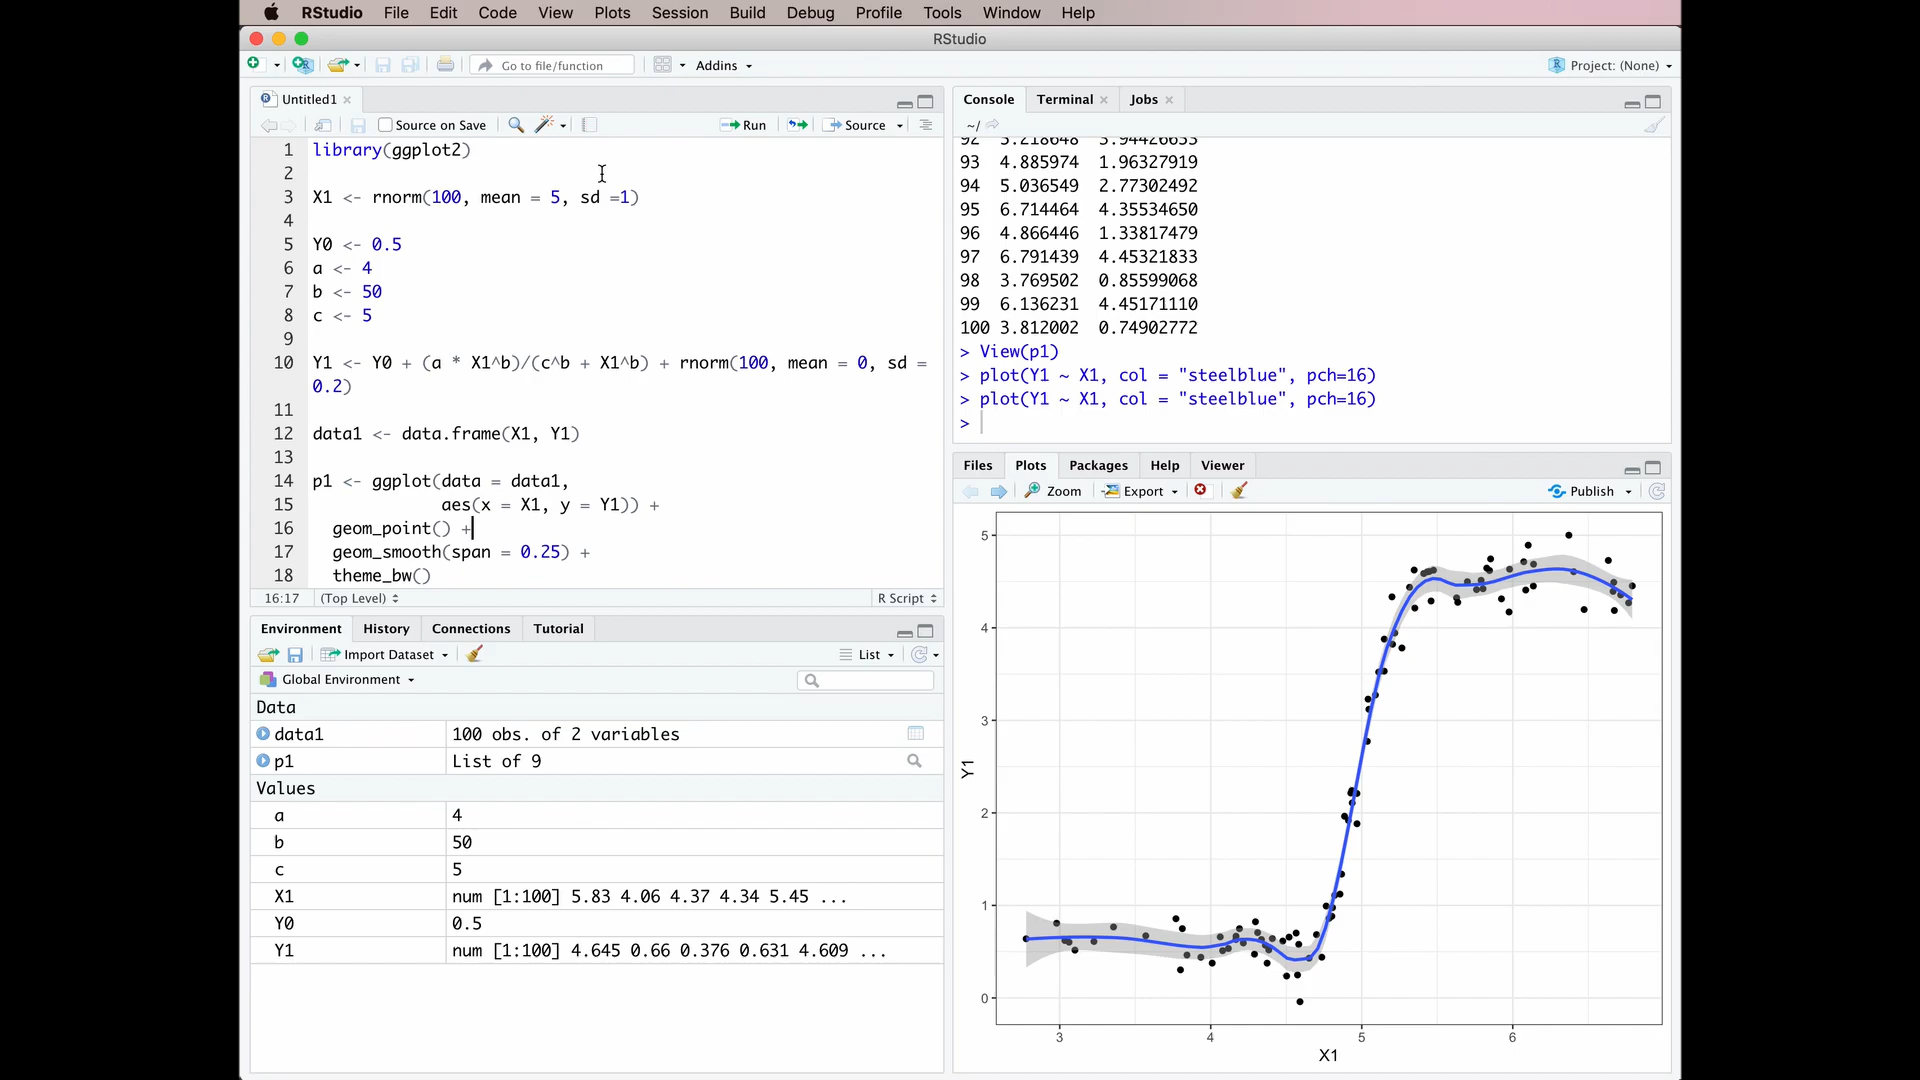 RStudio File Edit Code View Plots Session Build Debug Profile Tools Window Help
RStudio
Go to file/function Addins Project: (None)
Untitled1
Source on Save Run Source
1 library(ggplot2)
2
3 X1 <- rnorm(100, mean = 5, sd =1)
4
5 Y0 <- 0.5
6 a <- 4
7 b <- 50
8 c <- 5
9
10 Y1 <- Y0 + (a * X1^b)/(c^b + X1^b) + rnorm(100, mean = 0, sd =
0.2)
11
12 data1 <- data.frame(X1, Y1)
13
14 p1 <- ggplot(data = data1,
15 aes(x = X1, y = Y1)) +
16 geom_point() +
17 geom_smooth(span = 0.25) +
18 theme_bw()
16:17 (Top Level) R Script
Environment History Connections Tutorial
Import Dataset List
Global Environment
Data
data1 100 obs. of 2 variables
p1 List of 9
Values
a 4
b 50
c 5
X1 num [1:100] 5.83 4.06 4.37 4.34 5.45 ...
Y0 0.5
Y1 num [1:100] 4.645 0.66 0.376 0.631 4.609 ...
Console Terminal Jobs
~/
92 5.218648 3.94426653
93 4.885974 1.96327919
94 5.036549 2.77302492
95 6.714464 4.35534650
96 4.866446 1.33817479
97 6.791439 4.45321833
98 3.769502 0.85599068
99 6.136231 4.45171110
100 3.812002 0.74902772
> View(p1)
> plot(Y1 ~ X1, col = "steelblue", pch=16)
> plot(Y1 ~ X1, col = "steelblue", pch=16)
>
Files Plots Packages Help Viewer
Zoom Export Publish
5
4
3
2
1
0
Y1
3 4 5 6
X1